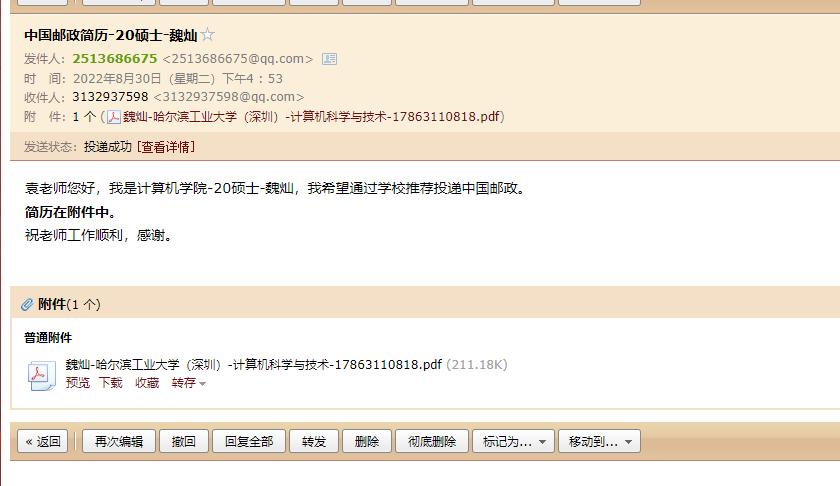 中国邮政简历-20硕士-魏灿
发件人：2513686675 <2513686675@qq.com>
时 间：2022年8月30日（星期二）下午4：53
收件人：3132937598 <3132937598@qq.com>
附 件：1 个 (魏灿-哈尔滨工业大学（深圳）-计算机科学与技术-17863110818.pdf)
发送状态：投递成功 [查看详情]
袁老师您好，我是计算机学院-20硕士-魏灿，我希望通过学校推荐投递中国邮政。
简历在附件中。
祝老师工作顺利，感谢。
附件(1 个)
普通附件
魏灿-哈尔滨工业大学（深圳）-计算机科学与技术-17863110818.pdf (211.18K)
预览 下载 收藏 转存
« 返回 再次编辑 撤回 回复全部 转发 删除 彻底删除 标记为... 移动到...